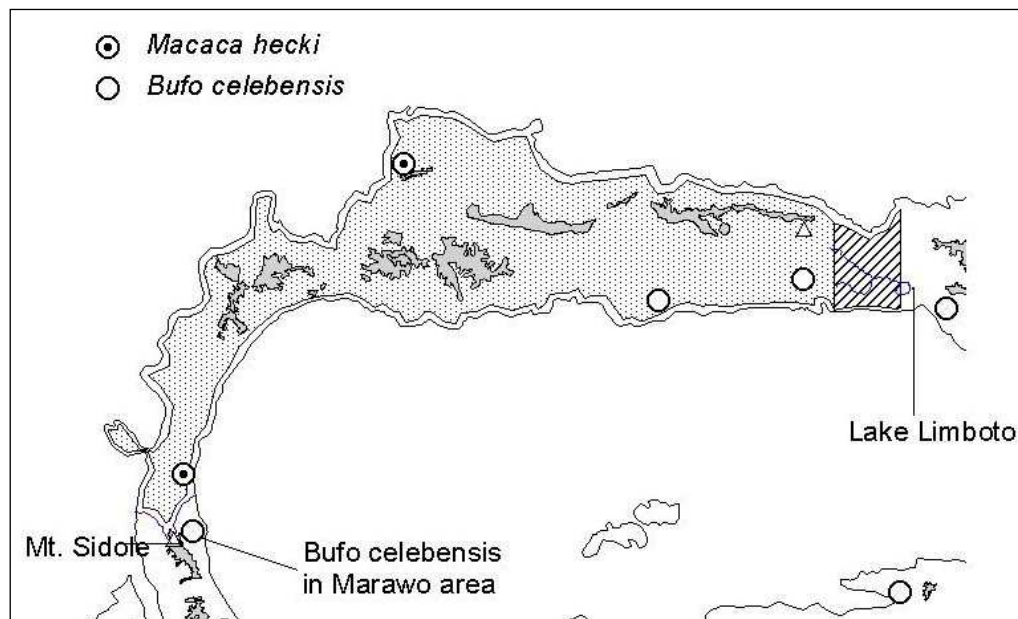 Macaca hecki
Bufo celebensis
Lake Limboto
Mt. Sidole
Bufo celebensis
in Marawo area